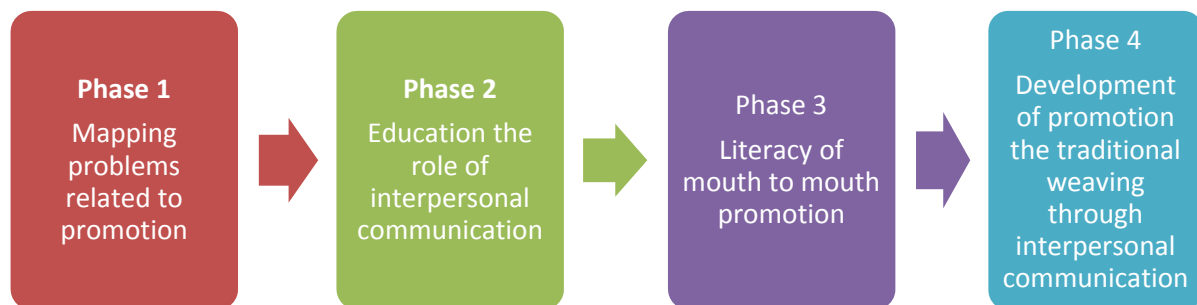 Phase 1
Mapping
problems
related to
promotion
Phase 2
Education the
role of
interpersonal
communication
Phase 3
Literacy of
mouth to mouth
promotion
Phase 4
Development
of promotion
the traditional
weaving
through
interpersonal
communication